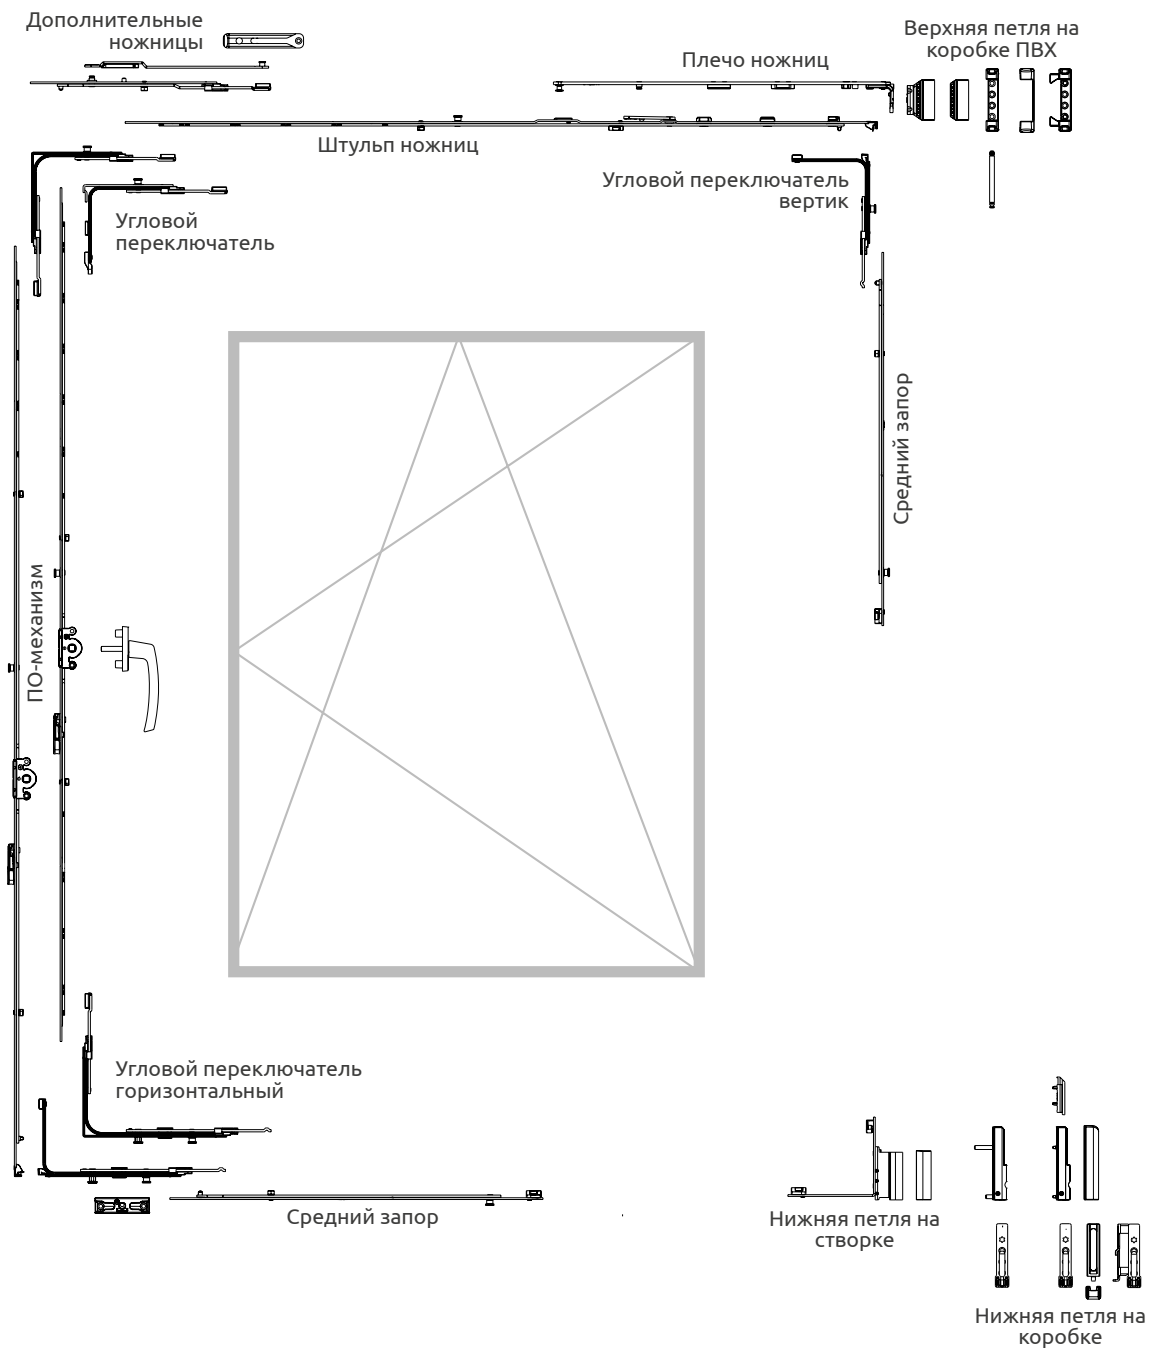 Дополнительные
ножницы
Плечо ножниц
Верхняя петля на
коробке ПВХ
Штульп ножниц
Угловой переключатель
вертик
Угловой
переключатель
Средний запор
ПО-механизм
Угловой переключатель
горизонтальный
Средний запор
Нижняя петля на
створке
Нижняя петля на
коробке